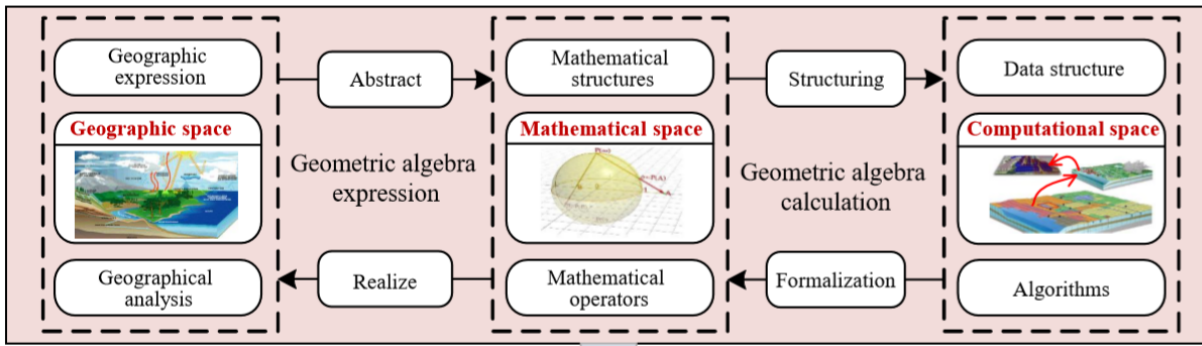 Geographic
expression
Abstract
Mathematical
structures
Structuring
Data structure
Geographic space
Geometric algebra
expression
Mathematical space
Geometric algebra
calculation
Computational space
Geographical
analysis
Realize
Mathematical
operators
Formalization
Algorithms